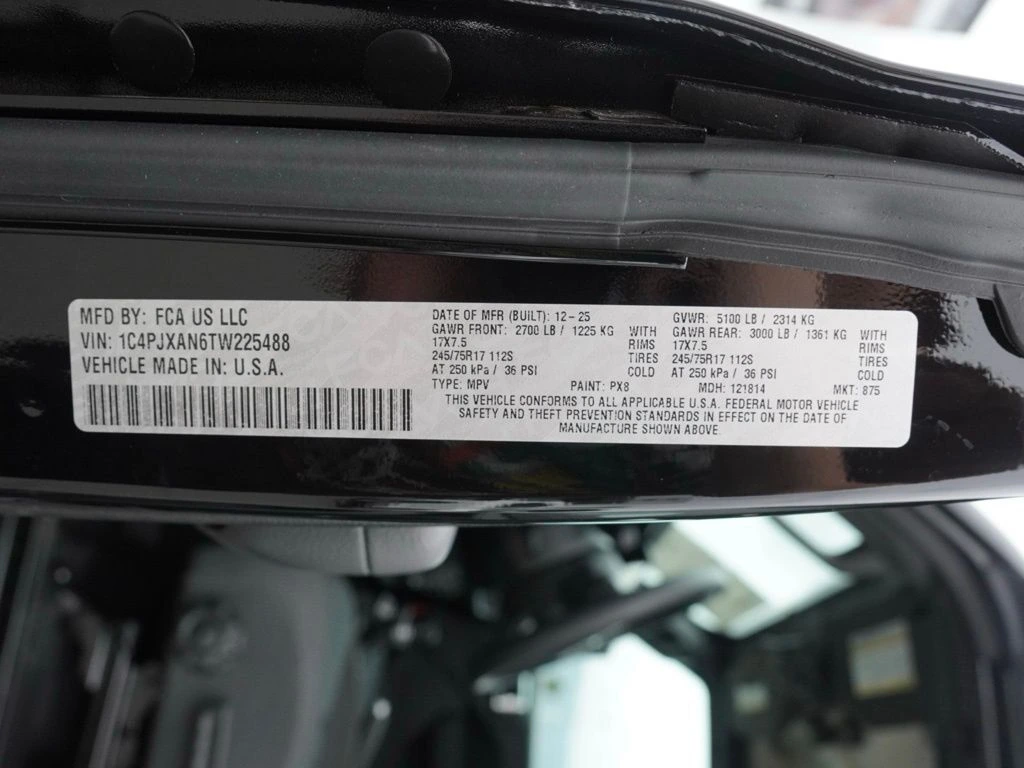 MFD BY: FCA US LLC
VIN: 1C4PJXAN6TW225488
VEHICLE MADE IN: U.S.A.
DATE OF MFR (BUILT): 12-25
GAWR FRONT: 2700 LB / 1225 KG WITH
17X7.5 RIMS
245/75R17 112S TIRES
AT 250 kPa / 36 PSI COLD
GVWR: 5100 LB / 2314 KG
GAWR REAR: 3000 LB / 1361 KG WITH
17X7.5 RIMS
245/75R17 112S TIRES
AT 250 kPa / 36 PSI COLD
TYPE: MPV PAINT: PX8 MDH: 121814 MKT: 875
THIS VEHICLE CONFORMS TO ALL APPLICABLE U.S.A. FEDERAL MOTOR VEHICLE
SAFETY AND THEFT PREVENTION STANDARDS IN EFFECT ON THE DATE OF
MANUFACTURE SHOWN ABOVE.